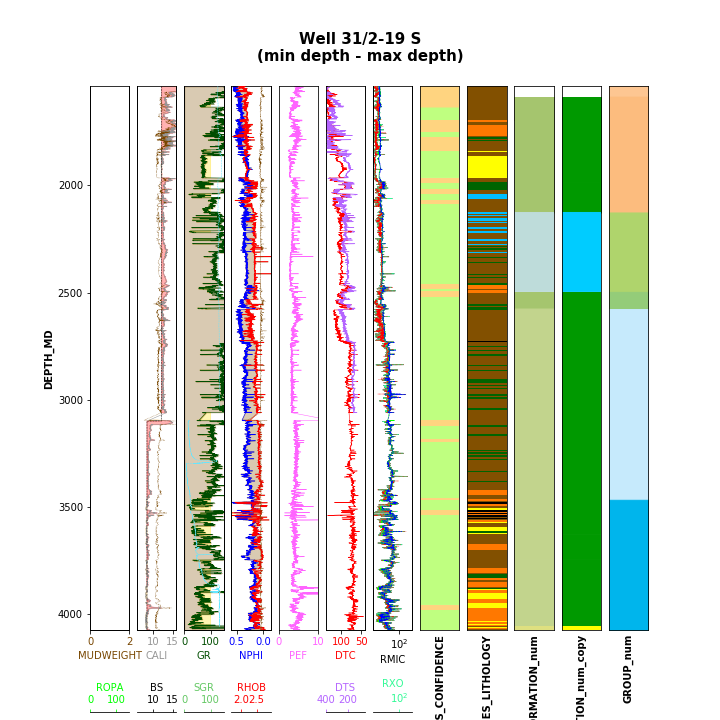 Well 31/2-19 S
(min depth - max depth)
DEPTH_MD
2000
2500
3000
3500
4000
0 2 10 15 0 100 0.5 0.0 0 10 100 50 10²
MUDWEIGHT CALI GR NPHI PEF DTC RMIC
ROPA BS SGR RHOB DTS RXO
0 100 10 15 0 100 2.0 2.5 400 200 10²
S_CONFIDENCE
ES_LITHOLOGY
RMATION_num
TION_num_copy
GROUP_num